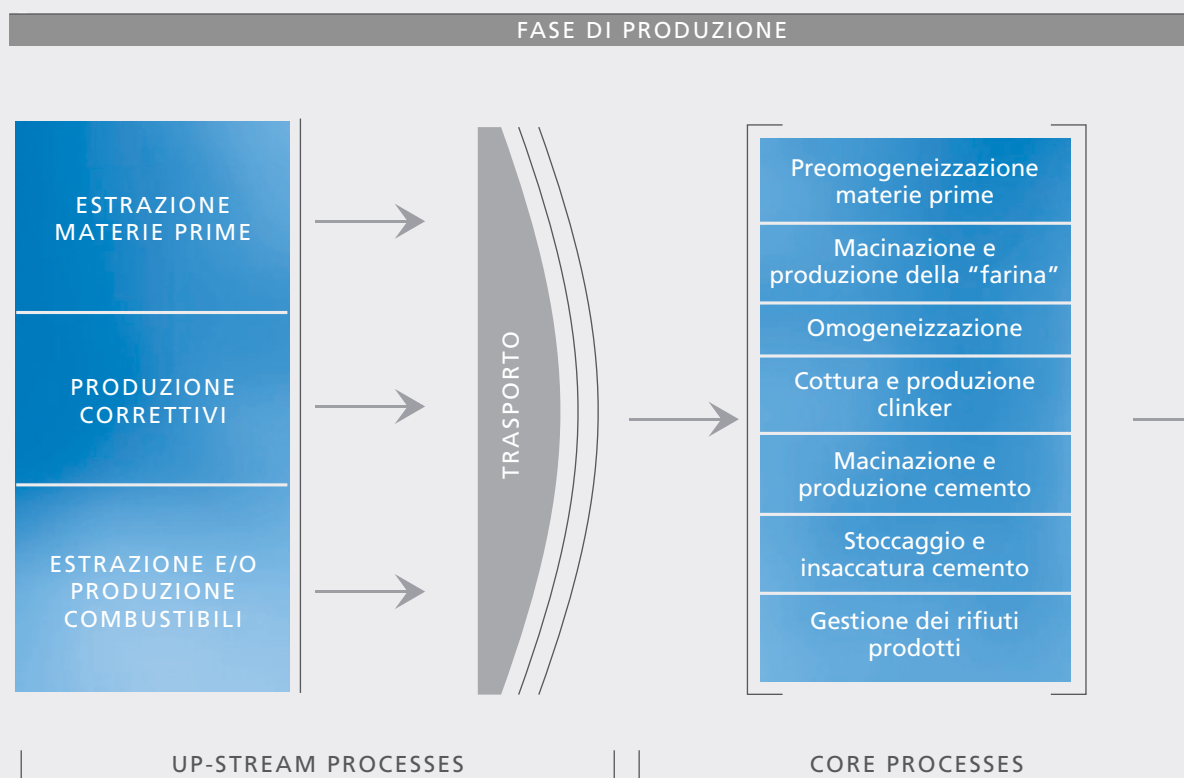 FASE DI PRODUZIONE
ESTRAZIONE
MATERIE PRIME
PRODUZIONE
CORRETTIVI
ESTRAZIONE E/O
PRODUZIONE
COMBUSTIBILI
TRASPORTO
Preomogeneizzazione
materie prime
Macinazione e
produzione della “farina”
Omogeneizzazione
Cottura e produzione
clinker
Macinazione e
produzione cemento
Stoccaggio e
insaccatura cemento
Gestione dei rifiuti
prodotti
UP-STREAM PROCESSES
CORE PROCESSES